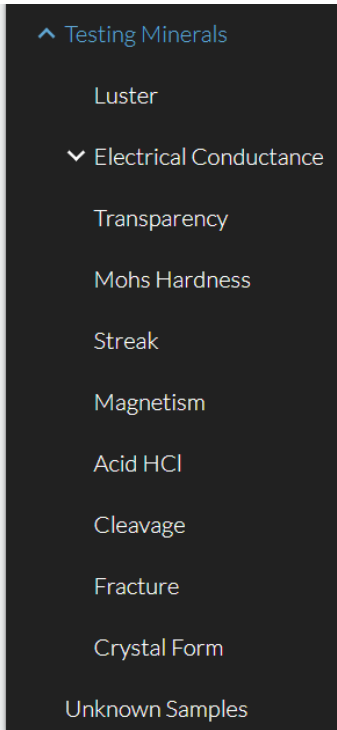 Testing Minerals
Luster
Electrical Conductance
Transparency
Mohs Hardness
Streak
Magnetism
Acid HCl
Cleavage
Fracture
Crystal Form
Unknown Samples